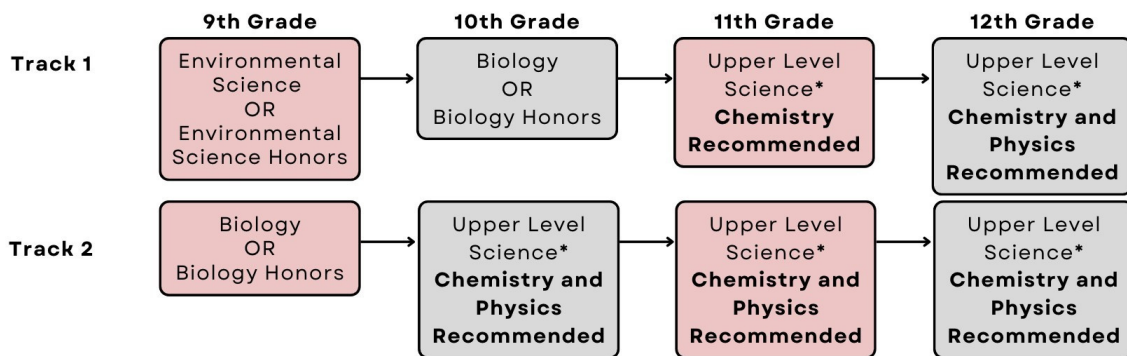 9th Grade
10th Grade
11th Grade
12th Grade
Track 1
Environmental
Science
OR
Environmental
Science Honors
Biology
OR
Biology Honors
Upper Level
Science*
Chemistry
Recommended
Upper Level
Science*
Chemistry and
Physics
Recommended
Track 2
Biology
OR
Biology Honors
Upper Level
Science*
Chemistry and
Physics
Recommended
Upper Level
Science*
Chemistry and
Physics
Recommended
Upper Level
Science*
Chemistry and
Physics
Recommended